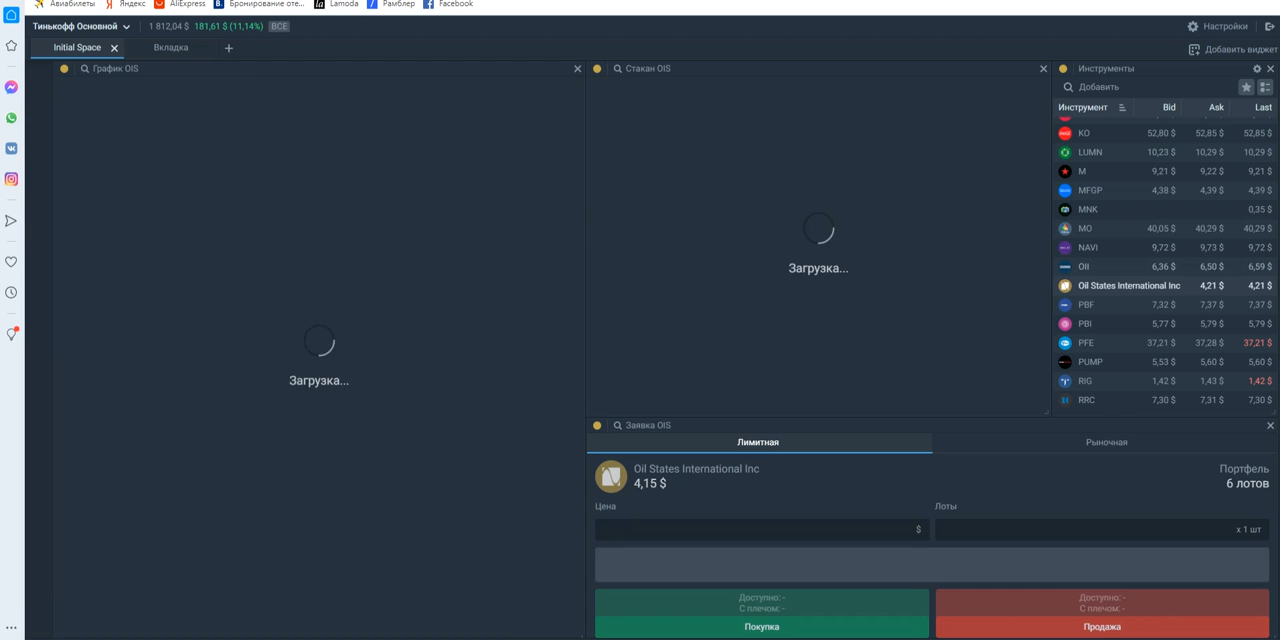 Авиабилеты Яндекс AliExpress Бронирование оте... Lamoda Рамблер Facebook
Тинькофф Основной 1 812,04 $ 181,61 $ (11,14%) ВСЕ Настройки
Initial Space Вкладка + Добавить виджет
График OIS Стакан OIS Инструменты
Добавить
Инструмент Bid Ask Last
KO 52,80 $ 52,85 $ 52,85 $
LUMN 10,23 $ 10,29 $ 10,29 $
M 9,21 $ 9,22 $ 9,21 $
MFGP 4,38 $ 4,39 $ 4,39 $
MNK 0,35 $
MO 40,05 $ 40,29 $ 40,29 $
NAVI 9,72 $ 9,73 $ 9,72 $
OII 6,36 $ 6,50 $ 6,59 $
Oil States International Inc 4,21 $ 4,21 $
PBF 7,32 $ 7,37 $ 7,37 $
PBI 5,77 $ 5,79 $ 5,79 $
PFE 37,21 $ 37,28 $ 37,21 $
PUMP 5,53 $ 5,60 $ 5,60 $
RIG 1,42 $ 1,43 $ 1,42 $
RRC 7,30 $ 7,31 $ 7,30 $
Загрузка...
Загрузка...
Заявка OIS
Лимитная Рыночная
Oil States International Inc Портфель
4,15 $ 6 лотов
Цена Лоты
$ x 1 шт
Доступно: - Доступно: -
С плечом: - С плечом: -
Покупка Продажа